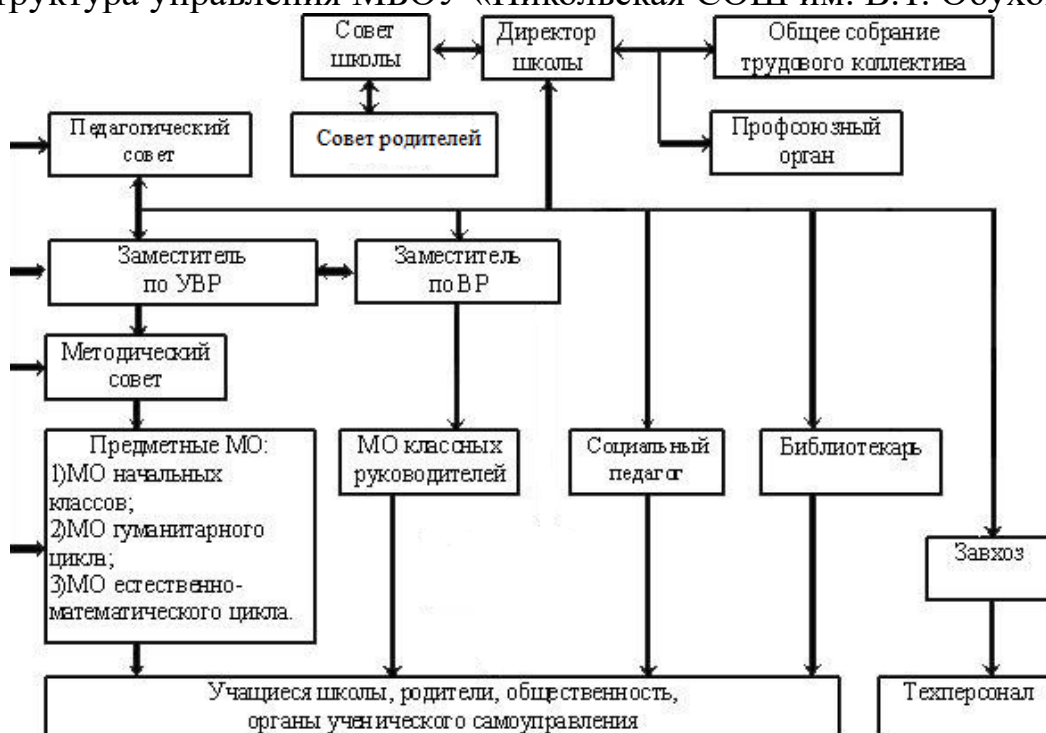 труктура управления МБОУ «Никольская СОШ им. В.Т. Обухо
Совет
школы
Директор
школы
Общее собрание
трудового коллектива
Педагогический
совет
Совет родителей
Профсоюзный
орган
Заместитель
по УВР
Заместитель
по ВР
Методический
совет
Предметные МО:
1)МО начальных
классов;
2)МО гуманитарного
цикла;
3)МО естественно-
математического цикла.
МО классных
руководителей
Социальный
педагог
Библиотекарь
Завхоз
Учащиеся школы, родители, общественность,
органы ученического самоуправления
Техперсонал